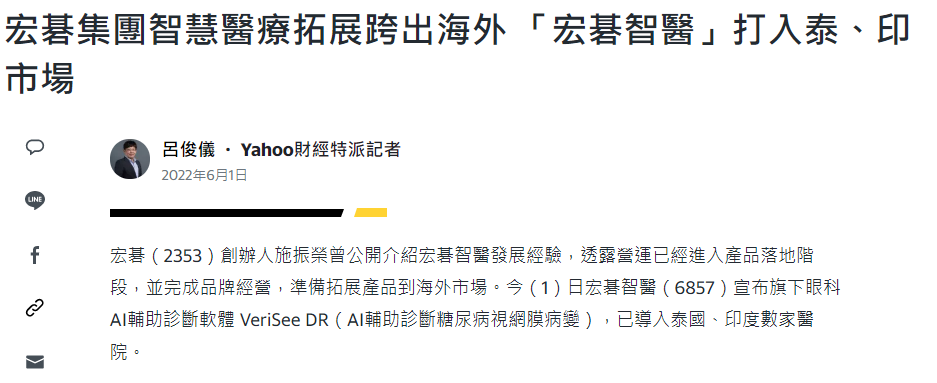 宏碁集團智慧醫療拓展跨出海外 「宏碁智醫」打入泰、印
市場
呂俊儀 ・ Yahoo財經特派記者
2022年6月1日
LINE
宏碁（2353）創辦人施振榮曾公開介紹宏碁智醫發展經驗，透露營運已經進入產品落地階
段，並完成品牌經營，準備拓展產品到海外市場。今（1）日宏碁智醫（6857）宣布旗下眼科
AI輔助診斷軟體 VeriSee DR（AI輔助診斷糖尿病視網膜病變），已導入泰國、印度數家醫
院。